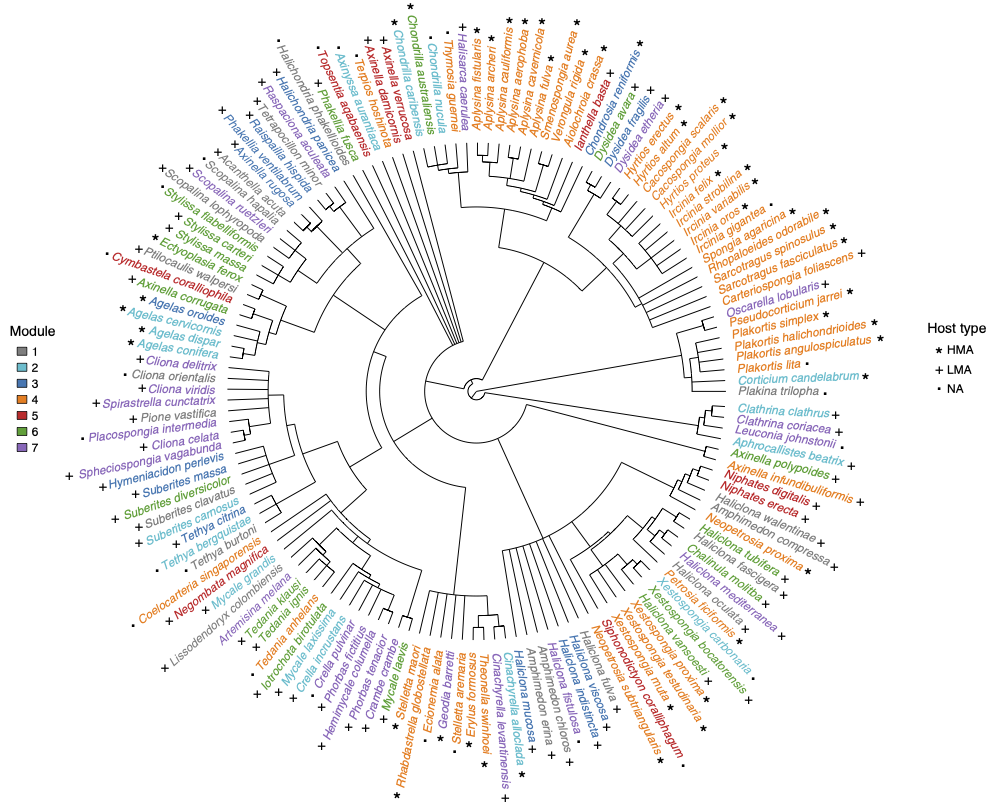 Module
1
2
3
4
5
6
7
Host type
* HMA
+ LMA
· NA
Chondrilla caribensis *
Chondrilla australiensis *
Chondrilla nucula ·
Thymosia guernei ·
Halisarca caerulea +
Aplysina fistularis *
Aplysina archeri *
Aplysina cauliformis *
Aplysina aerophoba *
Aplysina cavernicola *
Aplysina fulva *
Smenospongia aurea *
Verongula rigida *
Aiolochroia crassa *
Ianthella basta +
Chondrosia reniformis *
Dysidea avara +
Dysidea fragilis +
Dysidea etheria +
Hyrtios erectus *
Hyrtios altum *
Cacospongia scalaris *
Cacospongia mollior *
Hyrtios proteus *
Ircinia felix *
Ircinia strobilina *
Ircinia variabilis *
Ircinia oros *
Ircinia gigantea ·
Spongia agaricina *
Rhopaloeides odorabile *
Sarcotragus spinosulus *
Sarcotragus fasciculatus *
Carteriospongia foliascens +
Oscarella lobularis +
Pseudocorticium jarrei *
Plakortis simplex *
Plakortis halichondrioides *
Plakortis angulospiculatus *
Plakortis lita ·
Corticium candelabrum *
Plakina trilopha ·
Clathrina clathrus +
Clathrina coriacea +
Leuconia johnstonii ·
Aphrocallistes beatrix +
Axinella polypoides +
Axinella infundibuliformis +
Niphates digitalis +
Niphates erecta +
Haliclona walentinae +
Amphimedon compressa +
Neopetrosia proxima *
Haliclona tubifera +
Haliclona fascigera +
Chalinula molitba +
Haliclona mediterranea +
Haliclona oculata +
Petrosia ficiformis *
Xestospongia carbonaria ·
Xestospongia bocatorensis +
Haliclona vansoesti +
Xestospongia proxima *
Xestospongia testudinaria *
Xestospongia muta *
Siphonodictyon coralliphagum ·
Neopetrosia subtriangularis *
Haliclona fulva +
Haliclona viscosa +
Haliclona indistincta +
Haliclona fistulosa ·
Amphimedon chloros +
Amphimedon erina +
Haliclona mucosa +
Cinachyrella alloclada *
Cinachyrella levantinensis +
Theonella swinhoei *
Erylus formosus *
Stelletta arenaria ·
Geodia barretti *
Ecionemia alata ·
Rhabdastrella globostellata *
Stelletta maori *
Mycale laevis +
Crambe crambe +
Phorbas tenacior +
Hemimycale columella +
Phorbas fictitius +
Crella pulvinar ·
Crella incrustans +
Mycale laxissima +
Iotrochota birotulata +
Tedania anhelans ·
Tedania ignis +
Tedania klausi +
Artemisina melana +
Lissodendoryx colombiensis +
Mycale grandis +
Negombata magnifica +
Coelocarteria singaporensis ·
Tethya burtoni ·
Tethya bergquistae ·
Tethya citrina +
Suberites carnosus +
Suberites clavatus +
Suberites diversicolor +
Suberites massa +
Hymeniacidon perlevis +
Spheciospongia vagabunda +
Cliona celata +
Placospongia intermedia ·
Pione vastifica +
Spirastrella cunctatrix +
Cliona viridis +
Cliona orientalis ·
Cliona delitrix +
Agelas conifera *
Agelas dispar *
Agelas cervicornis *
Agelas oroides *
Axinella corrugata +
Cymbastela coralliophila ·
Ptilocaulis walpersi +
Ectyoplasia ferox *
Stylissa massa +
Stylissa carteri +
Stylissa flabelliformis ·
Scopalina lophyropoda +
Scopalina ruetzleri +
Scopalina hapalia ·
Acanthella acuta +
Axinella rugosa +
Phakellia ventilabrum +
Raispailia hispida +
Tetrapocillon minor ·
Raspaciona aculeata +
Halichondria panicea +
Halichondria phakellioides ·
Phakellia fusca +
Topsentia aqabaensis ·
Axinyssa aurantiaca ·
Teiprios hoshinota ·
Axinella damicornis +
Axinella verrucosa +